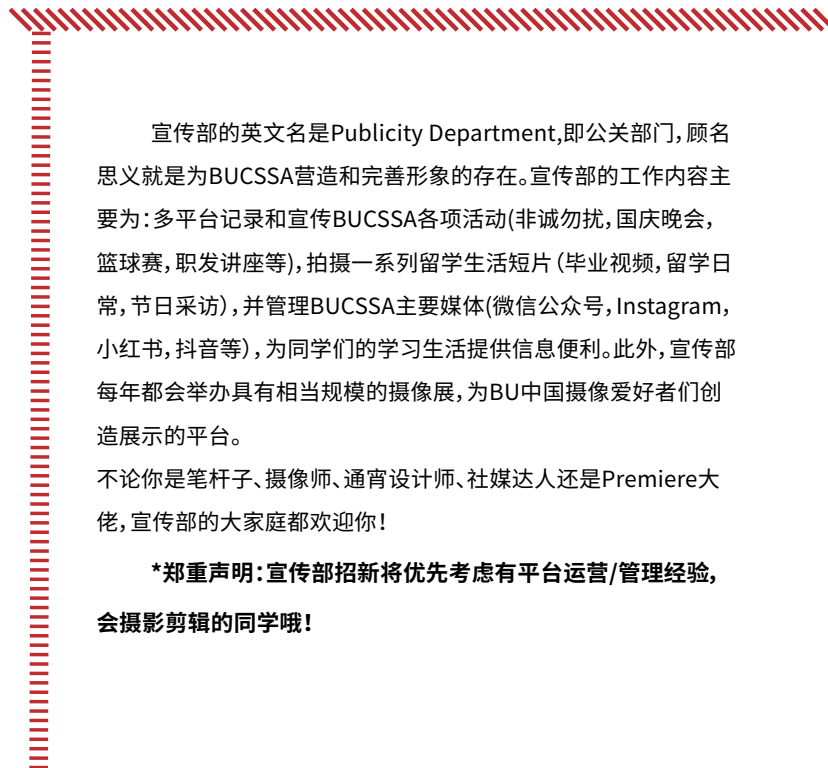 宣传部的英文名是Publicity Department,即公关部门，顾名
思义就是为BUCSSA营造和完善形象的存在。宣传部的工作内容主
要为：多平台记录和宣传BUCSSA各项活动(非诚勿扰，国庆晚会，
篮球赛，职发讲座等)，拍摄一系列留学生活短片（毕业视频，留学日
常，节日采访），并管理BUCSSA主要媒体(微信公众号，Instagram，
小红书，抖音等），为同学们的学习生活提供信息便利。此外，宣传部
每年都会举办具有相当规模的摄像展，为BU中国摄像爱好者们创
造展示的平台。
不论你是笔杆子、摄像师、通宵设计师、社媒达人还是Premiere大
佬，宣传部的大家庭都欢迎你！
*郑重声明：宣传部招新将优先考虑有平台运营/管理经验，
会摄影剪辑的同学哦！